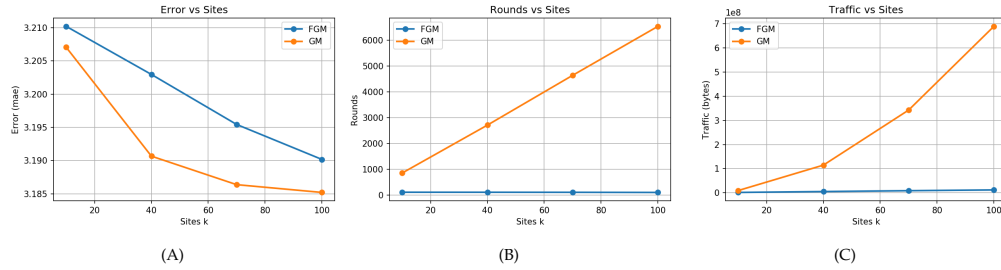 Error vs Sites
3.210
3.205
3.200
3.195
3.190
3.185
Error (mae)
FGM
GM
20
40
60
80
100
Sites k
(A)
Rounds vs Sites
6000
5000
4000
3000
2000
1000
0
Rounds
FGM
GM
20
40
60
80
100
Sites k
(B)
Traffic vs Sites
1e8
7
6
5
4
3
2
1
0
Traffic (bytes)
FGM
GM
20
40
60
80
100
Sites k
(C)